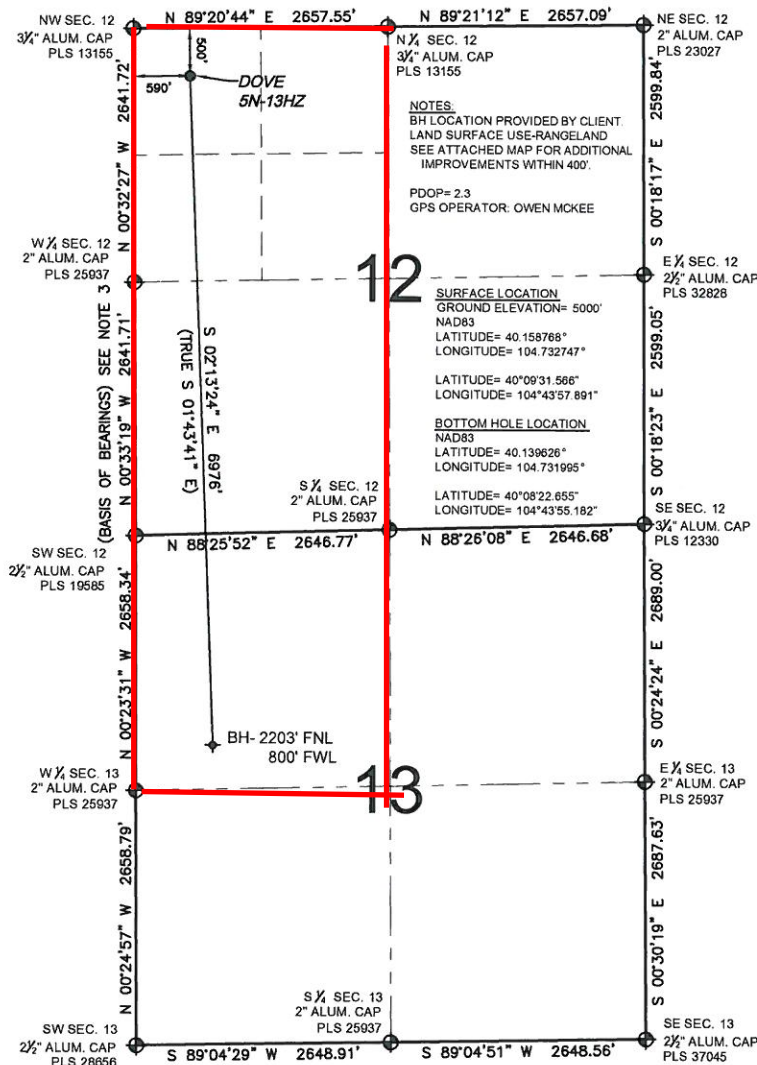 NW SEC. 12
3¼" ALUM. CAP
PLS 13155
N 89°20'44" E 2657.55'
N 89°21'12" E 2657.09'
NE SEC. 12
2" ALUM. CAP
PLS 23027
N ¼ SEC. 12
3¼" ALUM. CAP
PLS 13155
500'
590'
DOVE
5N-13HZ
N 00°32'27" W 2641.72'
S 00°18'17" E 2599.84'
NOTES:
BH LOCATION PROVIDED BY CLIENT.
LAND SURFACE USE-RANGELAND
SEE ATTACHED MAP FOR ADDITIONAL
IMPROVEMENTS WITHIN 400'.
PDOP= 2.3
GPS OPERATOR: OWEN MCKEE
W ¼ SEC. 12
2" ALUM. CAP
PLS 25937
12
E ¼ SEC. 12
2½" ALUM. CAP
PLS 32828
SURFACE LOCATION
GROUND ELEVATION= 5000'
NAD83
LATITUDE= 40.158768°
LONGITUDE= 104.732747°
LATITUDE= 40°09'31.566"
LONGITUDE= 104°43'57.891"
BOTTOM HOLE LOCATION
NAD83
LATITUDE= 40.139626°
LONGITUDE= 104.731995°
LATITUDE= 40°08'22.655"
LONGITUDE= 104°43'55.182"
(BASIS OF BEARINGS) SEE NOTE 3
N 00°33'19" W 2641.71'
S 02°13'24" E 6976'
(TRUE S 01°43'41" E)
S 00°18'23" E 2599.05'
S ¼ SEC. 12
2" ALUM. CAP
PLS 25937
SE SEC. 12
3¼" ALUM. CAP
PLS 12330
N 88°25'52" E 2646.77'
N 88°26'08" E 2646.68'
SW SEC. 12
2½" ALUM. CAP
PLS 19585
N 00°23'31" W 2658.34'
S 00°24'24" E 2689.00'
BH- 2203' FNL
800' FWL
W ¼ SEC. 13
2" ALUM. CAP
PLS 25937
13
E ¼ SEC. 13
2" ALUM. CAP
PLS 25937
N 00°24'57" W 2658.79'
S 00°30'19" E 2687.63'
S ¼ SEC. 13
2" ALUM. CAP
PLS 25937
SW SEC. 13
2½" ALUM. CAP
PLS 28656
S 89°04'29" W 2648.91'
S 89°04'51" W 2648.56'
SE SEC. 13
2½" ALUM. CAP
PLS 37045